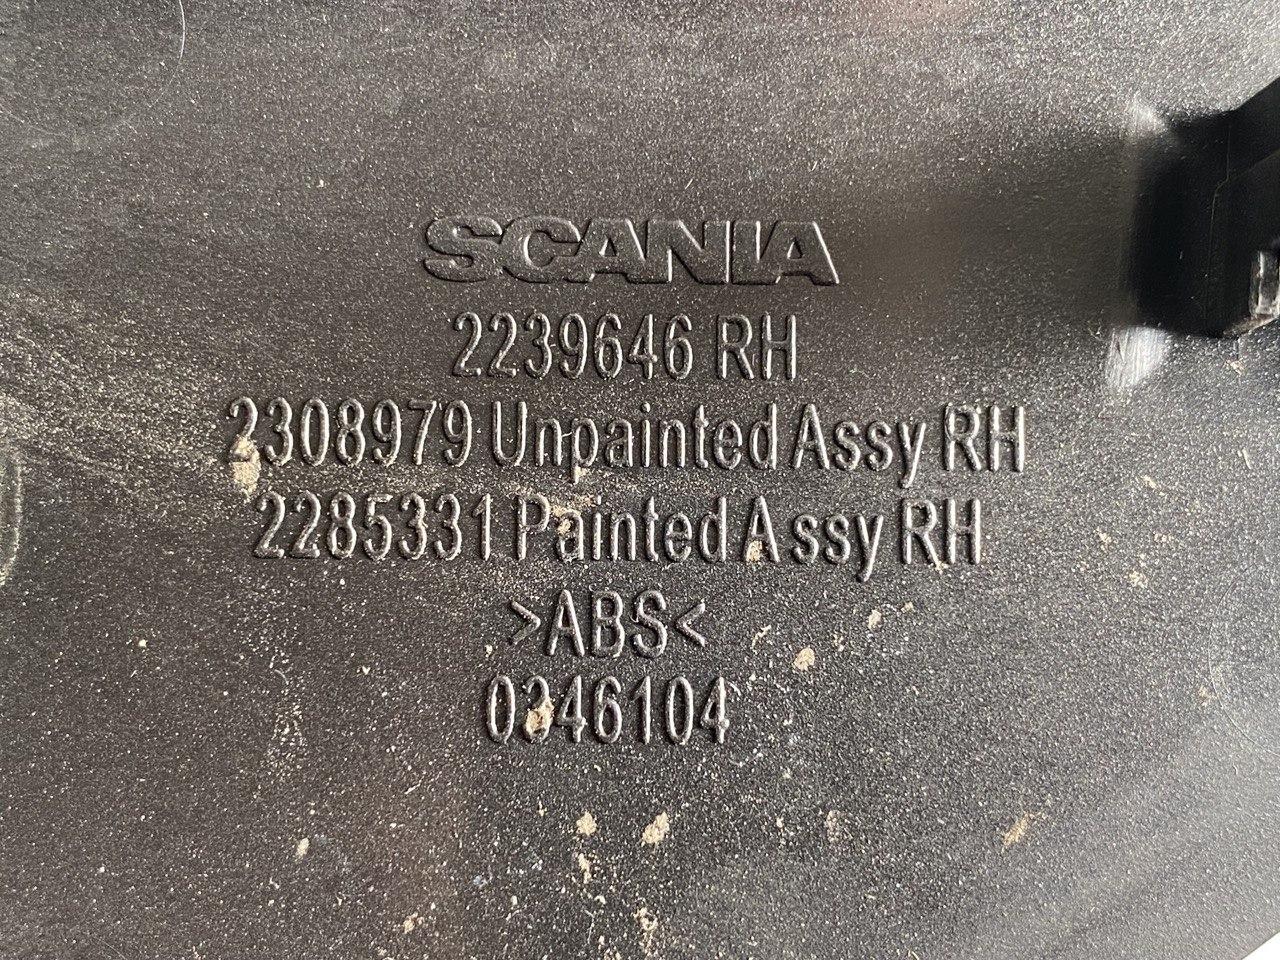 SCANIA
2239646 RH
2308979 Unpainted Assy RH
2285331 Painted Assy RH
>ABS<
0346104